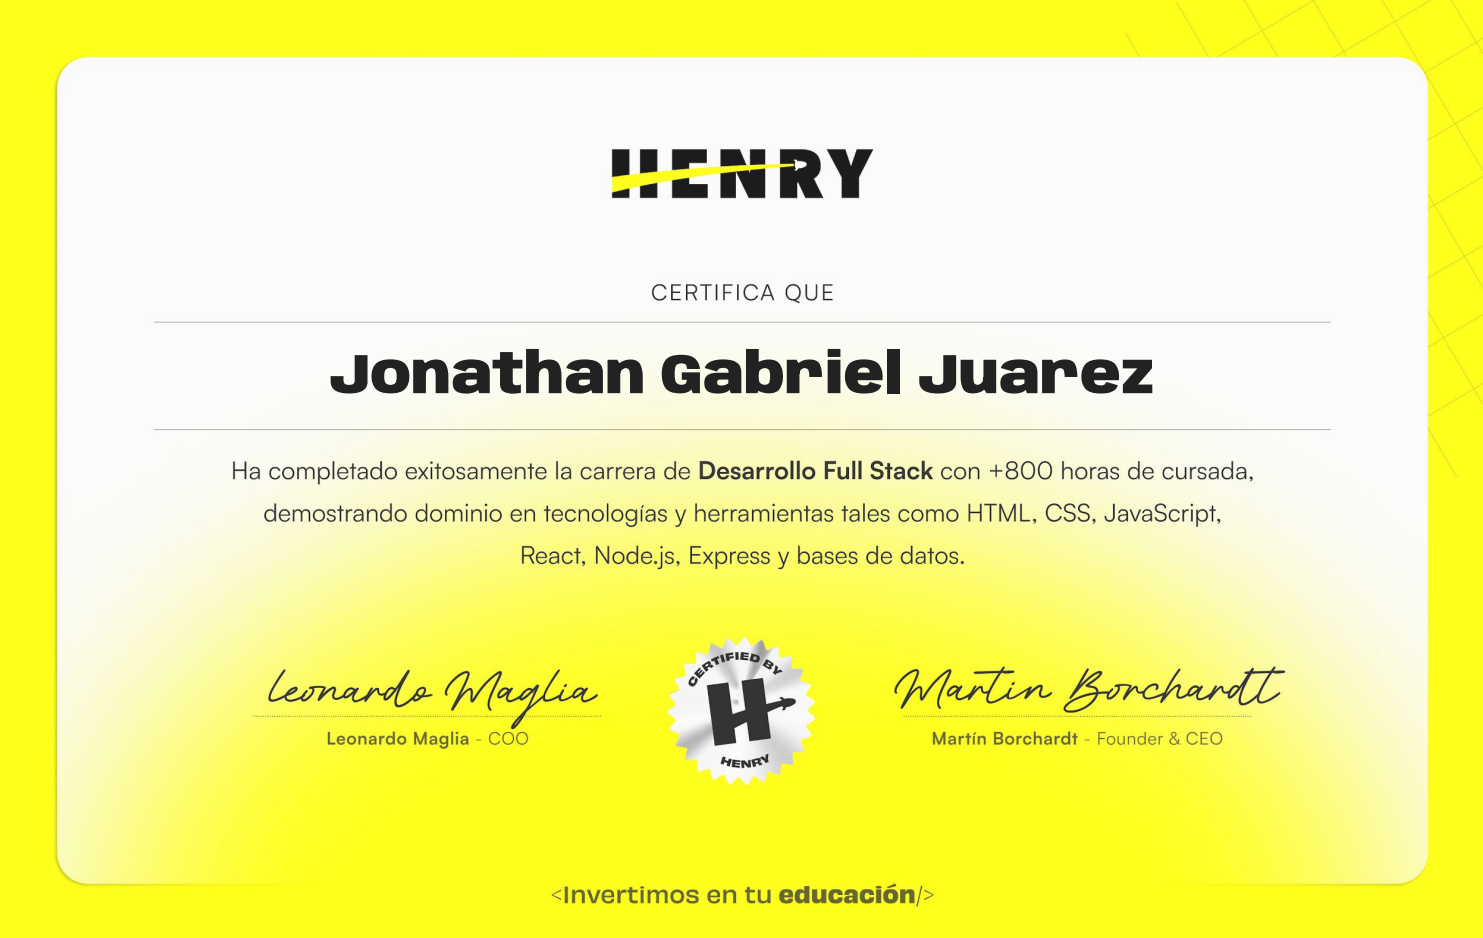 HENRY
CERTIFICA QUE
Jonathan Gabriel Juarez
Ha completado exitosamente la carrera de Desarrollo Full Stack con +800 horas de cursada,
demostrando dominio en tecnologías y herramientas tales como HTML, CSS, JavaScript,
React, Node.js, Express y bases de datos.
Leonardo Maglia
Leonardo Maglia - COO
CERTIFIED BY
H
HENRY
Martin Borchardt
Martín Borchardt - Founder & CEO
<Invertimos en tu educación/>